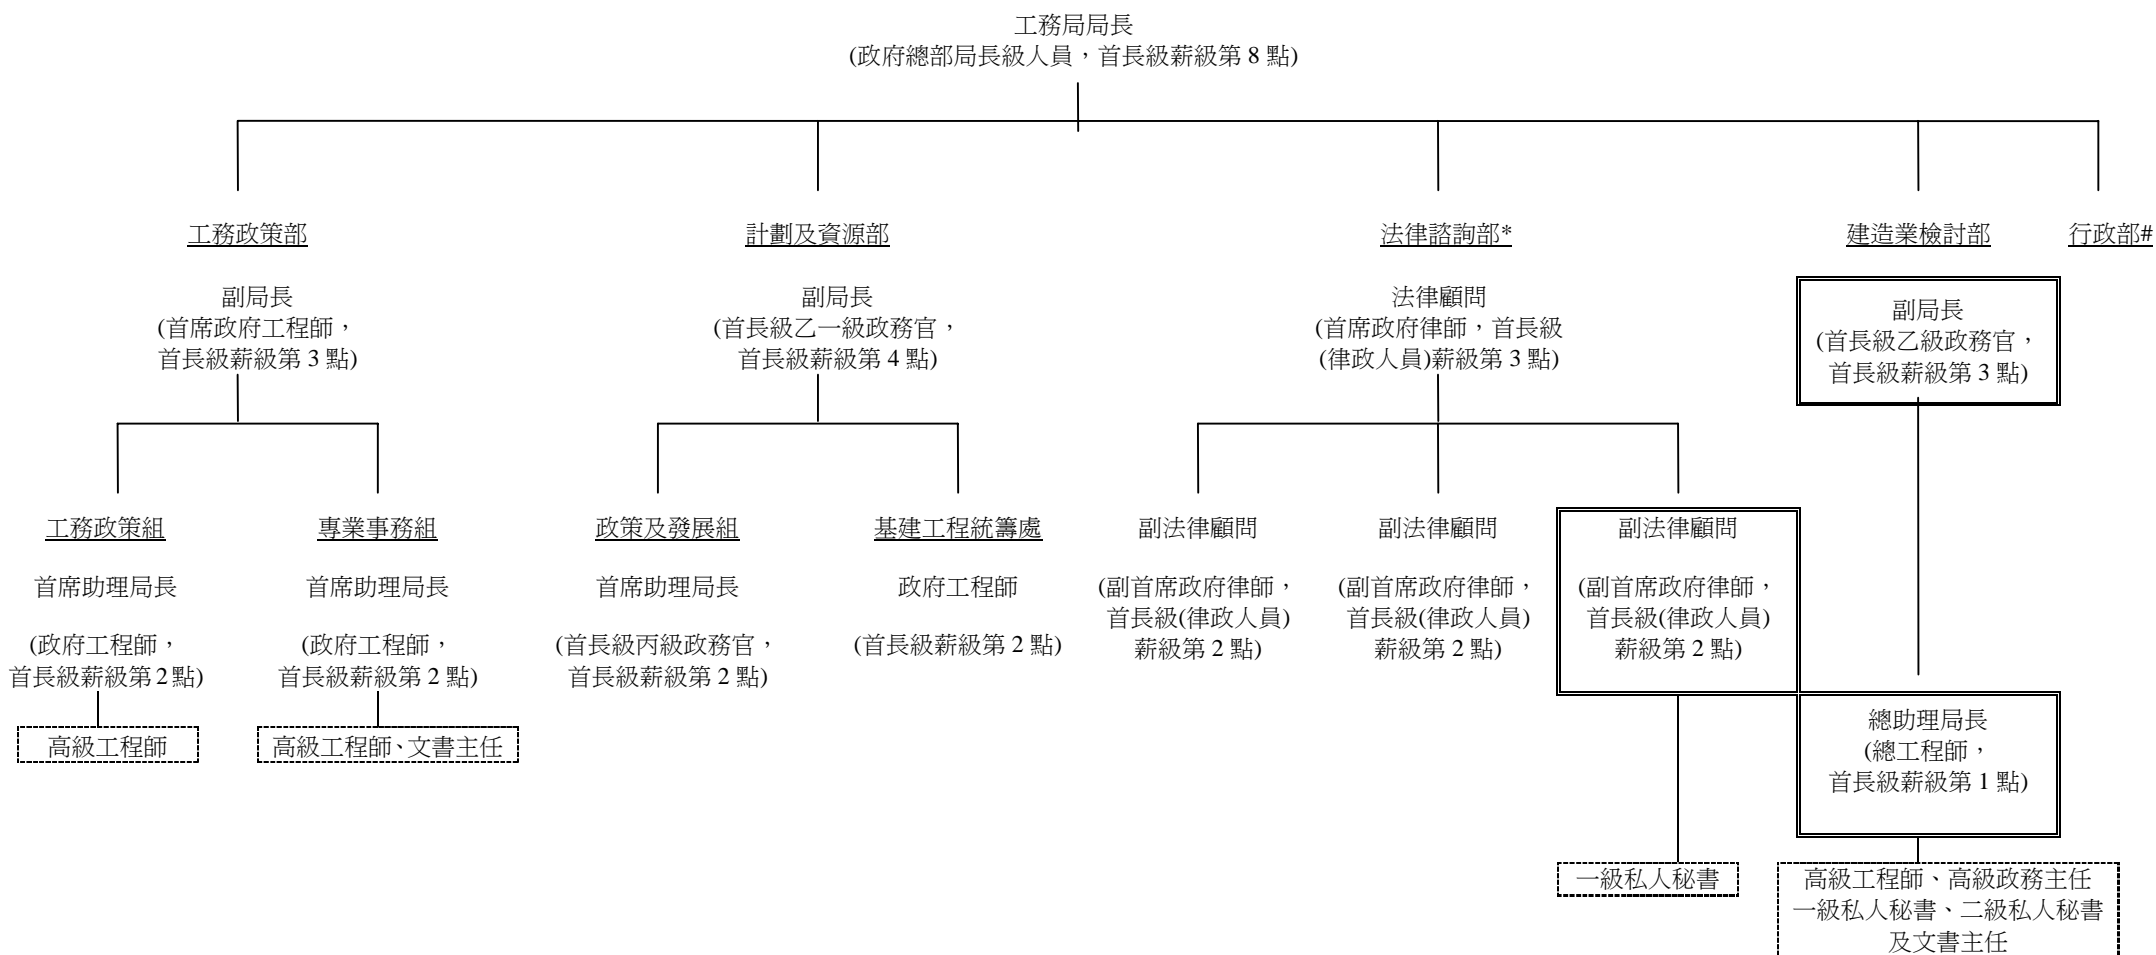 工務局局長
(政府總部局長級人員，首長級薪級第 8 點)
工務政策部
計劃及資源部
法律諮詢部*
建造業檢討部
行政部#
副局長
(首席政府工程師，
首長級薪級第 3 點)
副局長
(首長級乙一級政務官，
首長級薪級第 4 點)
法律顧問
(首席政府律師，首長級
(律政人員)薪級第 3 點)
副局長
(首長級乙級政務官，
首長級薪級第 3 點)
工務政策組
首席助理局長
(政府工程師，
首長級薪級第 2 點)
高級工程師
專業事務組
首席助理局長
(政府工程師，
首長級薪級第 2 點)
高級工程師、文書主任
政策及發展組
首席助理局長
(首長級丙級政務官，
首長級薪級第 2 點)
基建工程統籌處
政府工程師
(首長級薪級第 2 點)
副法律顧問
(副首席政府律師，
首長級(律政人員)
薪級第 2 點)
副法律顧問
(副首席政府律師，
首長級(律政人員)
薪級第 2 點)
副法律顧問
(副首席政府律師，
首長級(律政人員)
薪級第 2 點)
一級私人秘書
總助理局長
(總工程師，
首長級薪級第 1 點)
高級工程師、高級政務主任
一級私人秘書、二級私人秘書
及文書主任